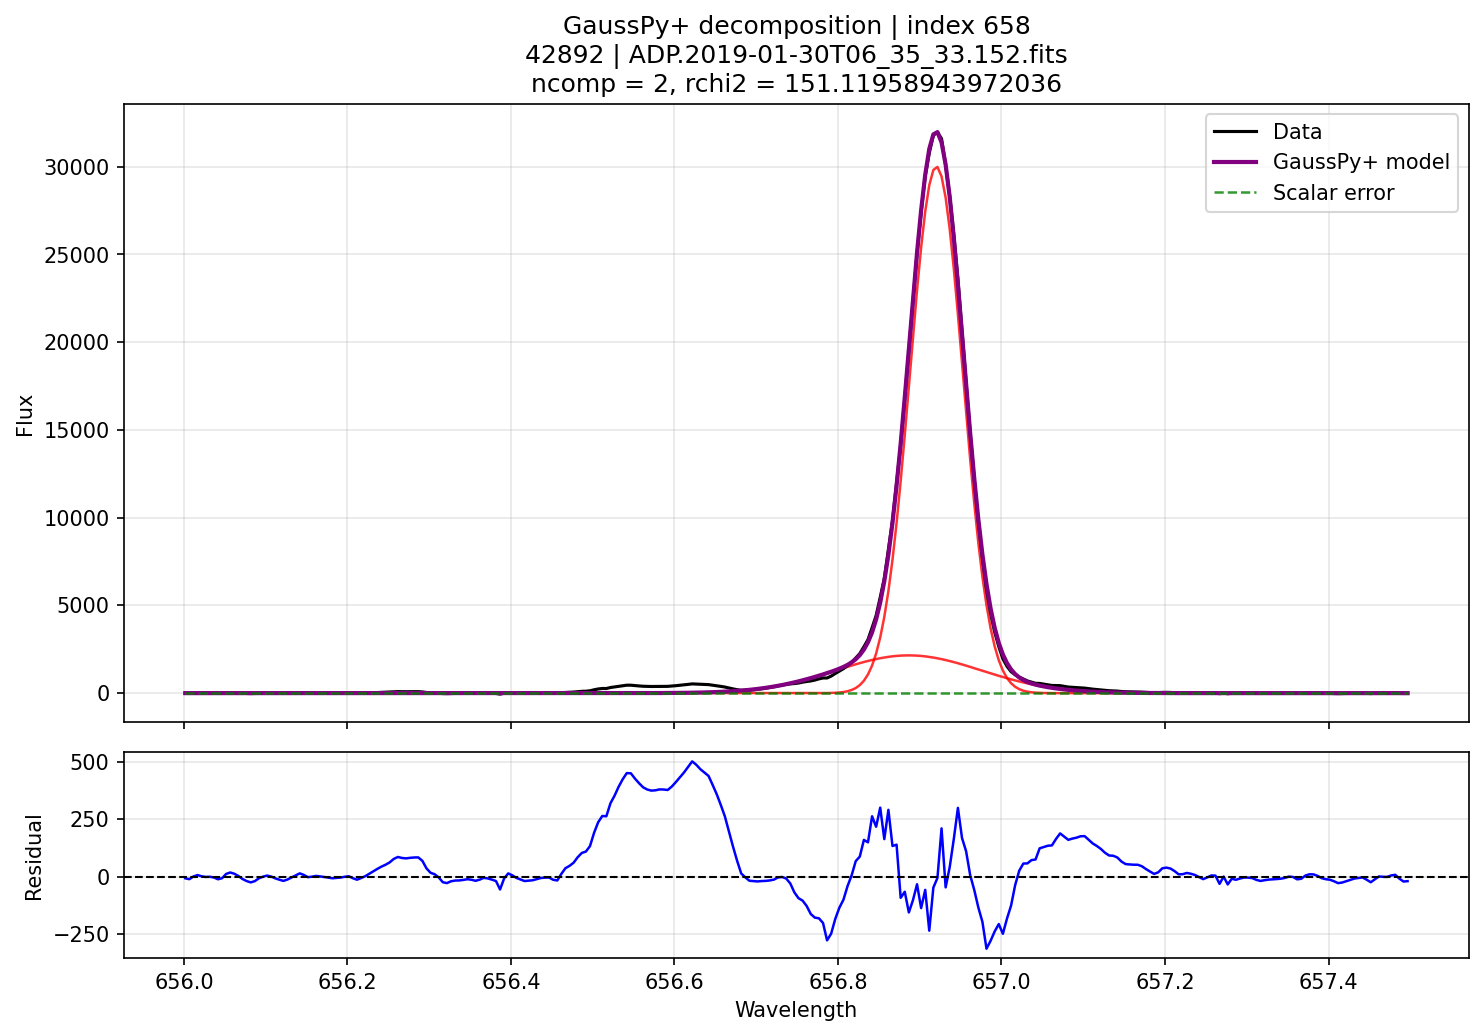 GaussPy+ decomposition | index 658
42892 | ADP.2019-01-30T06_35_33.152.fits
ncomp = 2, rchi2 = 151.11958943972036
Data
GaussPy+ model
Scalar error
Flux
30000
25000
20000
15000
10000
5000
0
Residual
500
250
0
−250
656.0 656.2 656.4 656.6 656.8 657.0 657.2 657.4
Wavelength